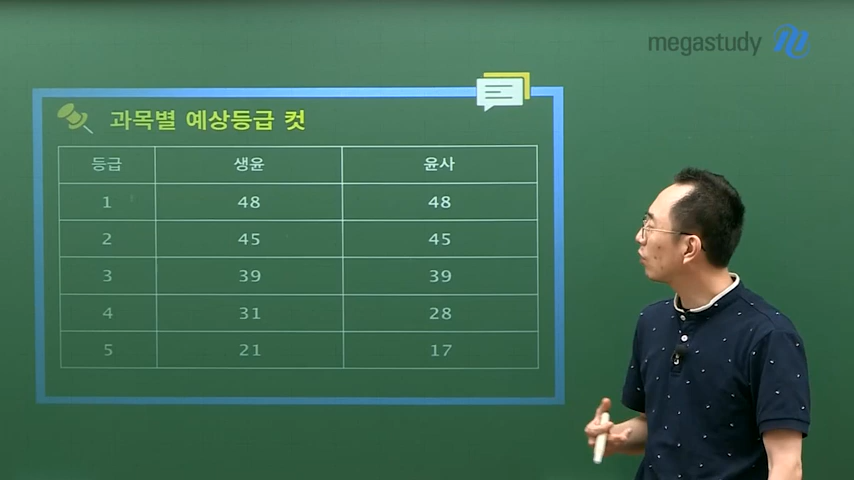 megastudy
과목별 예상등급 컷
등급 생윤 윤사
1 48 48
2 45 45
3 39 39
4 31 28
5 21 17